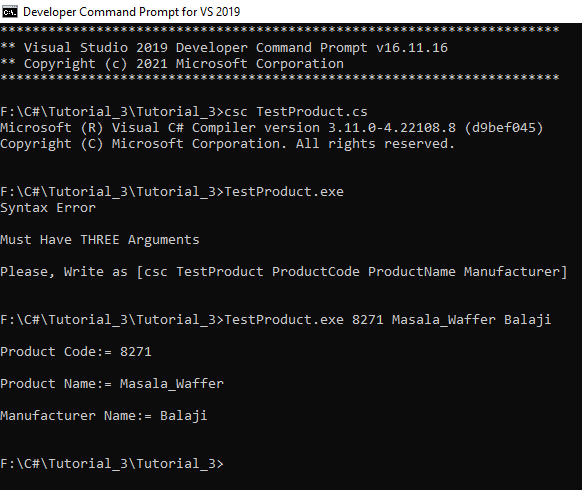 Developer Command Prompt for VS 2019
**********************************************************************
** Visual Studio 2019 Developer Command Prompt v16.11.16
** Copyright (c) 2021 Microsoft Corporation
**********************************************************************
F:\C#\Tutorial_3\Tutorial_3>csc TestProduct.cs
Microsoft (R) Visual C# Compiler version 3.11.0-4.22108.8 (d9bef045)
Copyright (C) Microsoft Corporation. All rights reserved.
F:\C#\Tutorial_3\Tutorial_3>TestProduct.exe
Syntax Error
Must Have THREE Arguments
Please, Write as [csc TestProduct ProductCode ProductName Manufacturer]
F:\C#\Tutorial_3\Tutorial_3>TestProduct.exe 8271 Masala_Waffer Balaji
Product Code:= 8271
Product Name:= Masala_Waffer
Manufacturer Name:= Balaji
F:\C#\Tutorial_3\Tutorial_3>